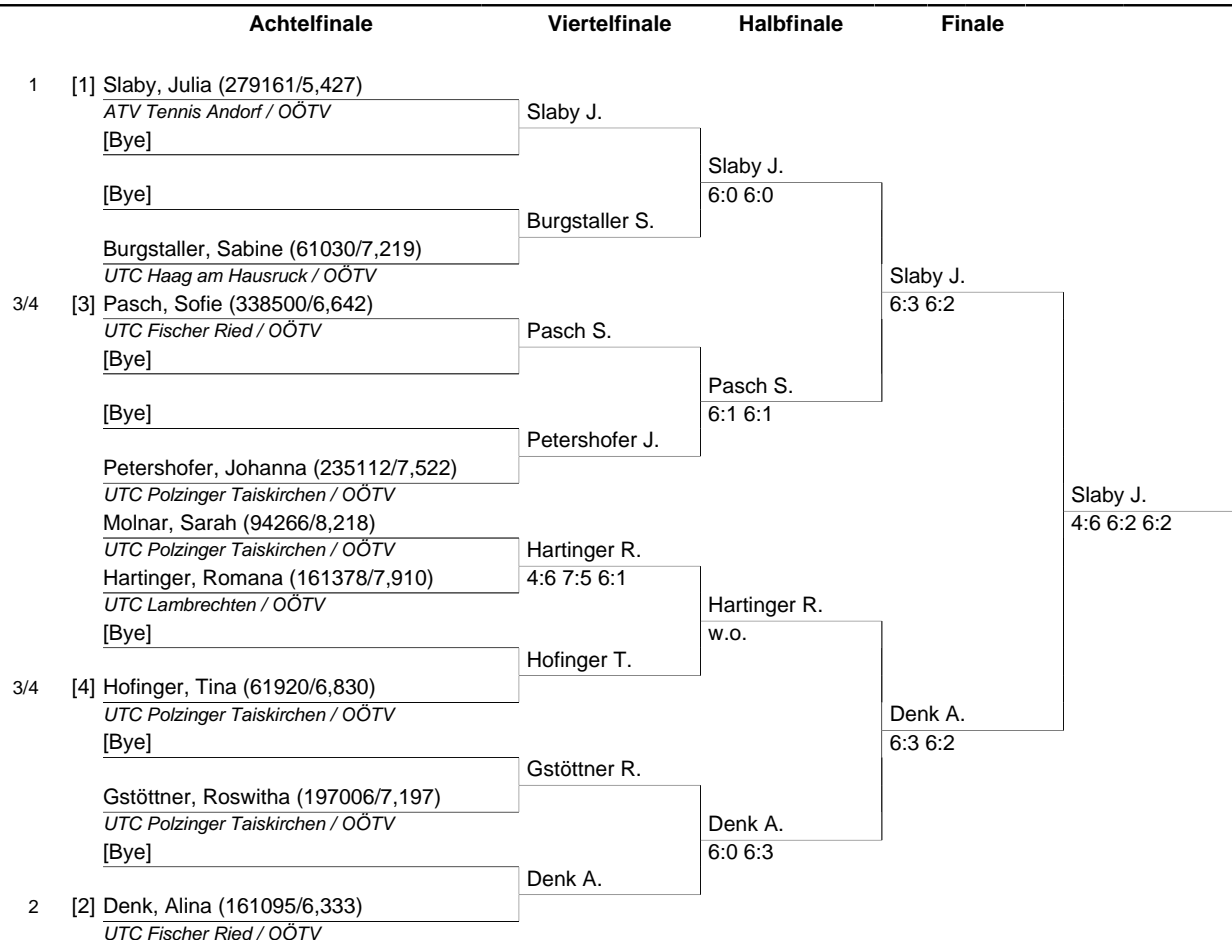 Achtelfinale Viertelfinale Halbfinale Finale
1 [1] Slaby, Julia (279161/5,427)
ATV Tennis Andorf / OÖTV
Slaby J.
[Bye]
Slaby J.
[Bye]
6:0 6:0
Burgstaller S.
Burgstaller, Sabine (61030/7,219)
UTC Haag am Hausruck / OÖTV
Slaby J.
3/4 [3] Pasch, Sofie (338500/6,642)
6:3 6:2
UTC Fischer Ried / OÖTV
Pasch S.
[Bye]
Pasch S.
[Bye]
6:1 6:1
Petershofer J.
Petershofer, Johanna (235112/7,522)
UTC Polzinger Taiskirchen / OÖTV
Slaby J.
Molnar, Sarah (94266/8,218)
4:6 6:2 6:2
UTC Polzinger Taiskirchen / OÖTV
Hartinger R.
Hartinger, Romana (161378/7,910)
4:6 7:5 6:1
UTC Lambrechten / OÖTV
Hartinger R.
[Bye]
w.o.
Hofinger T.
3/4 [4] Hofinger, Tina (61920/6,830)
UTC Polzinger Taiskirchen / OÖTV
Denk A.
[Bye]
6:3 6:2
Gstöttner R.
Gstöttner, Roswitha (197006/7,197)
UTC Polzinger Taiskirchen / OÖTV
Denk A.
[Bye]
6:0 6:3
Denk A.
2 [2] Denk, Alina (161095/6,333)
UTC Fischer Ried / OÖTV